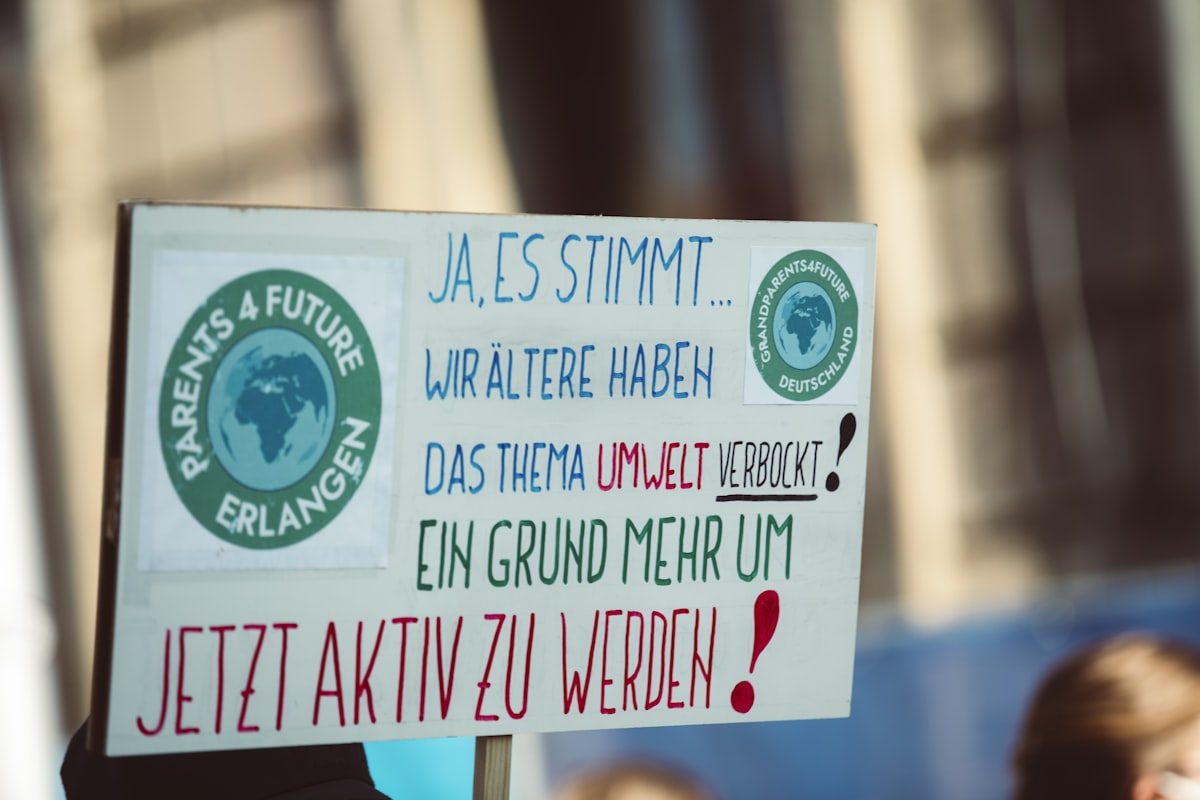 PARENTS 4 FUTURE
ERLANGEN
JA, ES STIMMT...
WIR ÄLTERE HABEN
DAS THEMA UMWELT VERBOCKT!
EIN GRUND MEHR UM
JETZT AKTIV ZU WERDEN!
GRANDPARENTS4FUTURE
DEUTSCHLAND